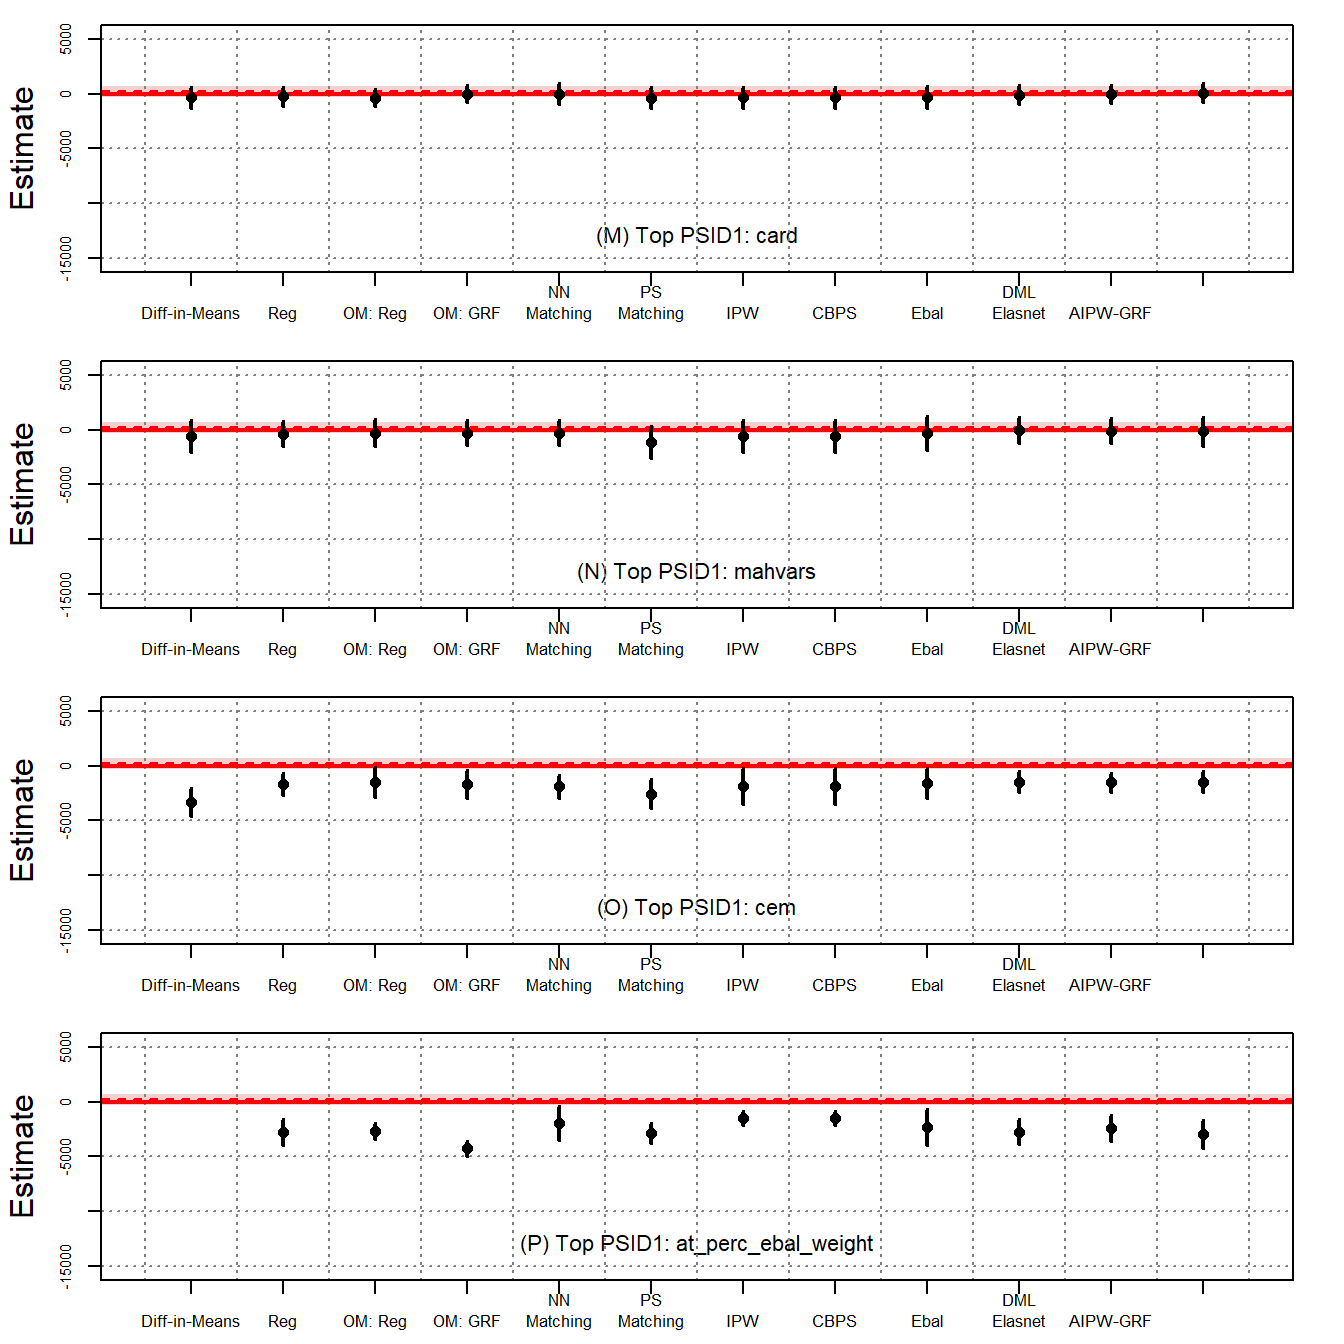 Estimate
5000
0
-5000
-15000
(M) Top PSID1: card
Diff-in-Means Reg OM: Reg OM: GRF NN Matching PS Matching IPW CBPS Ebal DML Elasnet AIPW-GRF
Estimate
5000
0
-5000
-15000
(N) Top PSID1: mahvars
Diff-in-Means Reg OM: Reg OM: GRF NN Matching PS Matching IPW CBPS Ebal DML Elasnet AIPW-GRF
Estimate
5000
0
-5000
-15000
(O) Top PSID1: cem
Diff-in-Means Reg OM: Reg OM: GRF NN Matching PS Matching IPW CBPS Ebal DML Elasnet AIPW-GRF
Estimate
5000
0
-5000
-15000
(P) Top PSID1: at_perc_ebal_weight
Diff-in-Means Reg OM: Reg OM: GRF NN Matching PS Matching IPW CBPS Ebal DML Elasnet AIPW-GRF